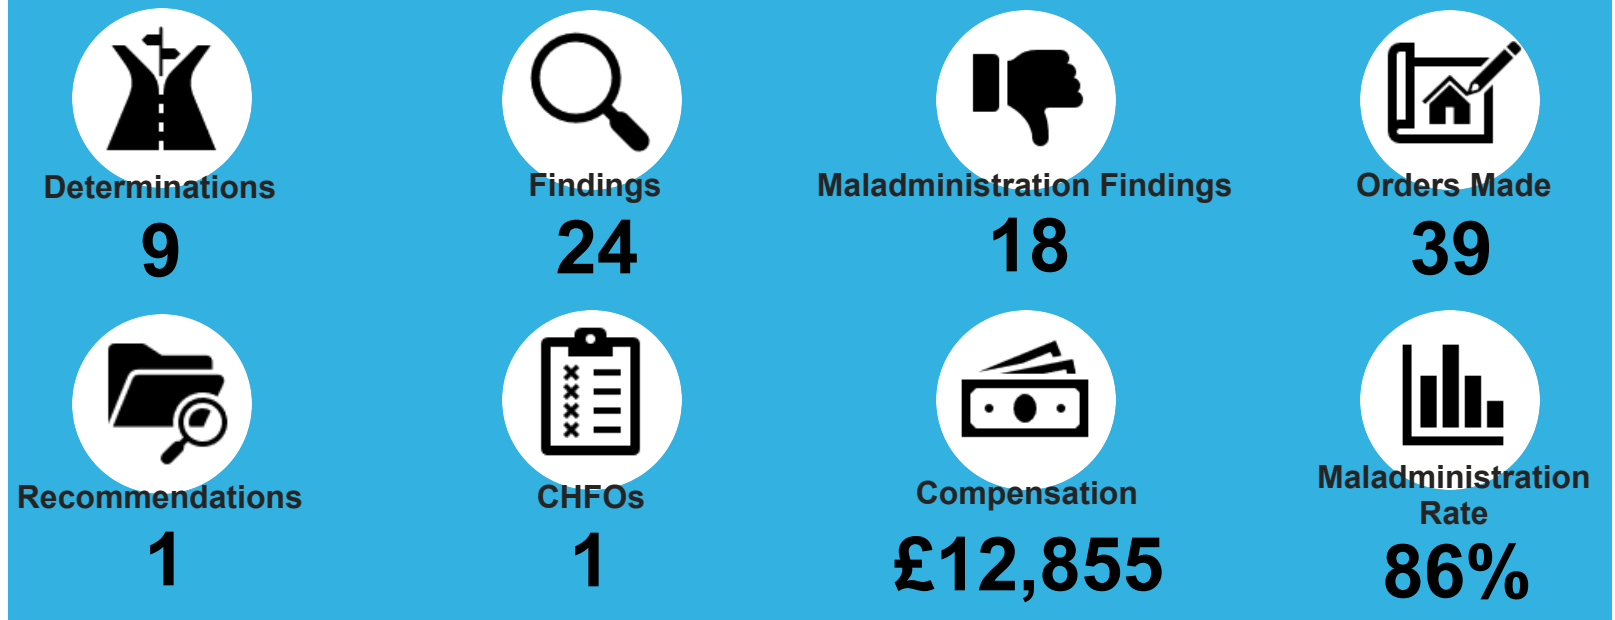 Determinations
9
Findings
24
Maladministration Findings
18
Orders Made
39
Recommendations
1
CHFOs
1
Compensation
£12,855
Maladministration
Rate
86%